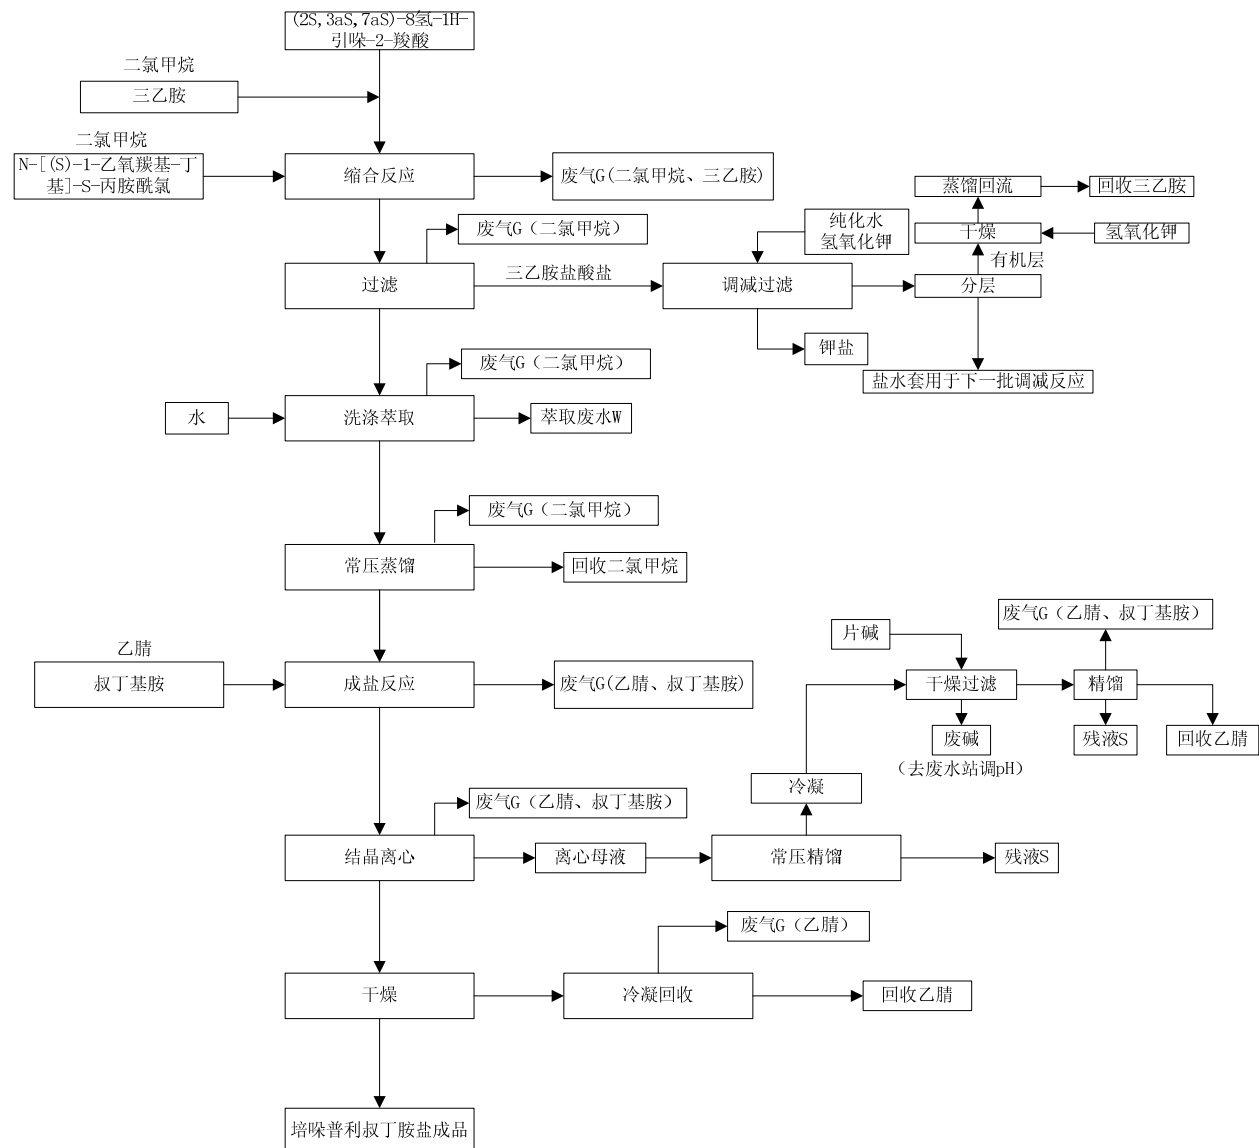 (2S,3aS,7aS)-8氢-1H-
引哚-2-羧酸
二氯甲烷
三乙胺
二氯甲烷
N-[(S)-1-乙氧羰基-丁
基]-S-丙胺酰氯
缩合反应
废气G(二氯甲烷、三乙胺)
蒸馏回流
回收三乙胺
废气G（二氯甲烷）
纯化水
氢氧化钾
干燥
氢氧化钾
有机层
过滤
三乙胺盐酸盐
调减过滤
分层
钾盐
废气G（二氯甲烷）
盐水套用于下一批调减反应
水
洗涤萃取
萃取废水W
废气G（二氯甲烷）
常压蒸馏
回收二氯甲烷
废气G（乙腈、叔丁基胺）
片碱
乙腈
叔丁基胺
成盐反应
废气G(乙腈、叔丁基胺)
干燥过滤
精馏
废碱
（去废水站调pH）
残液S
回收乙腈
冷凝
废气G（乙腈、叔丁基胺）
结晶离心
离心母液
常压精馏
残液S
废气G（乙腈）
干燥
冷凝回收
回收乙腈
培哚普利叔丁胺盐成品